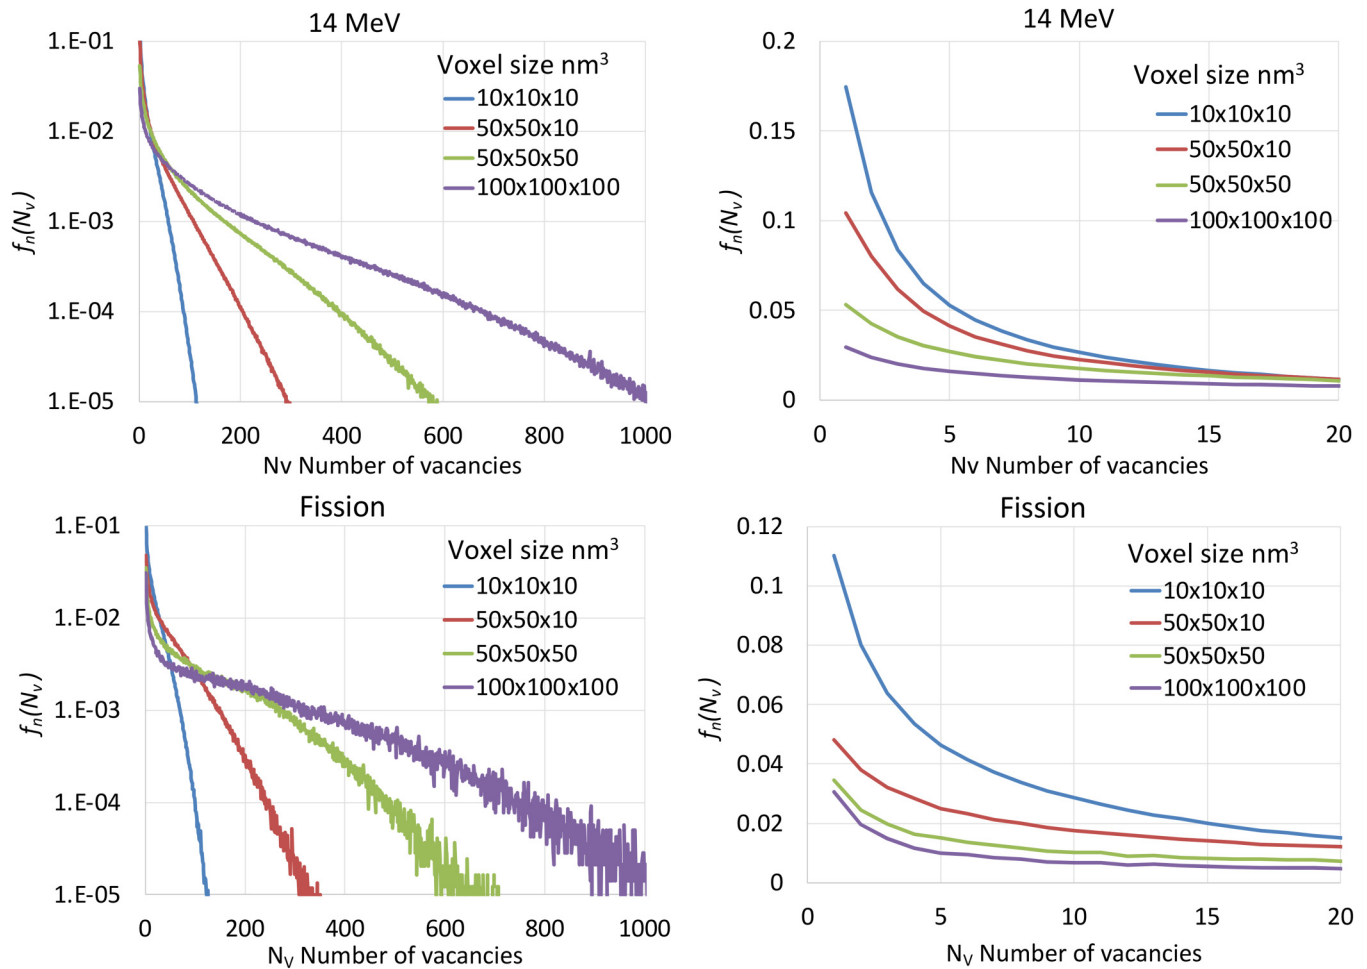 14 MeV
1.E-01
1.E-02
1.E-03
1.E-04
1.E-05
fn(Nv)
Voxel size nm³
10x10x10
50x50x10
50x50x50
100x100x100
0 200 400 600 800 1000
Nv Number of vacancies
14 MeV
0.2
0.15
0.1
0.05
0
fn(Nv)
Voxel size nm³
10x10x10
50x50x10
50x50x50
100x100x100
0 5 10 15 20
Nv Number of vacancies
Fission
1.E-01
1.E-02
1.E-03
1.E-04
1.E-05
fn(Nv)
Voxel size nm³
10x10x10
50x50x10
50x50x50
100x100x100
0 200 400 600 800 1000
NV Number of vacancies
Fission
0.12
0.1
0.08
0.06
0.04
0.02
0
fn(Nv)
Voxel size nm³
10x10x10
50x50x10
50x50x50
100x100x100
0 5 10 15 20
NV Number of vacancies